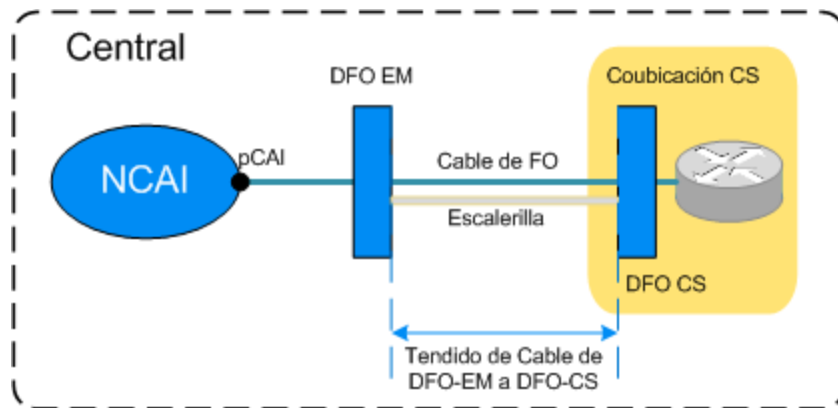 Central
DFO EM
Coubicación CS
NCAI
pCAI
Cable de FO
Escalerilla
DFO CS
Tendido de Cable de
DFO-EM a DFO-CS